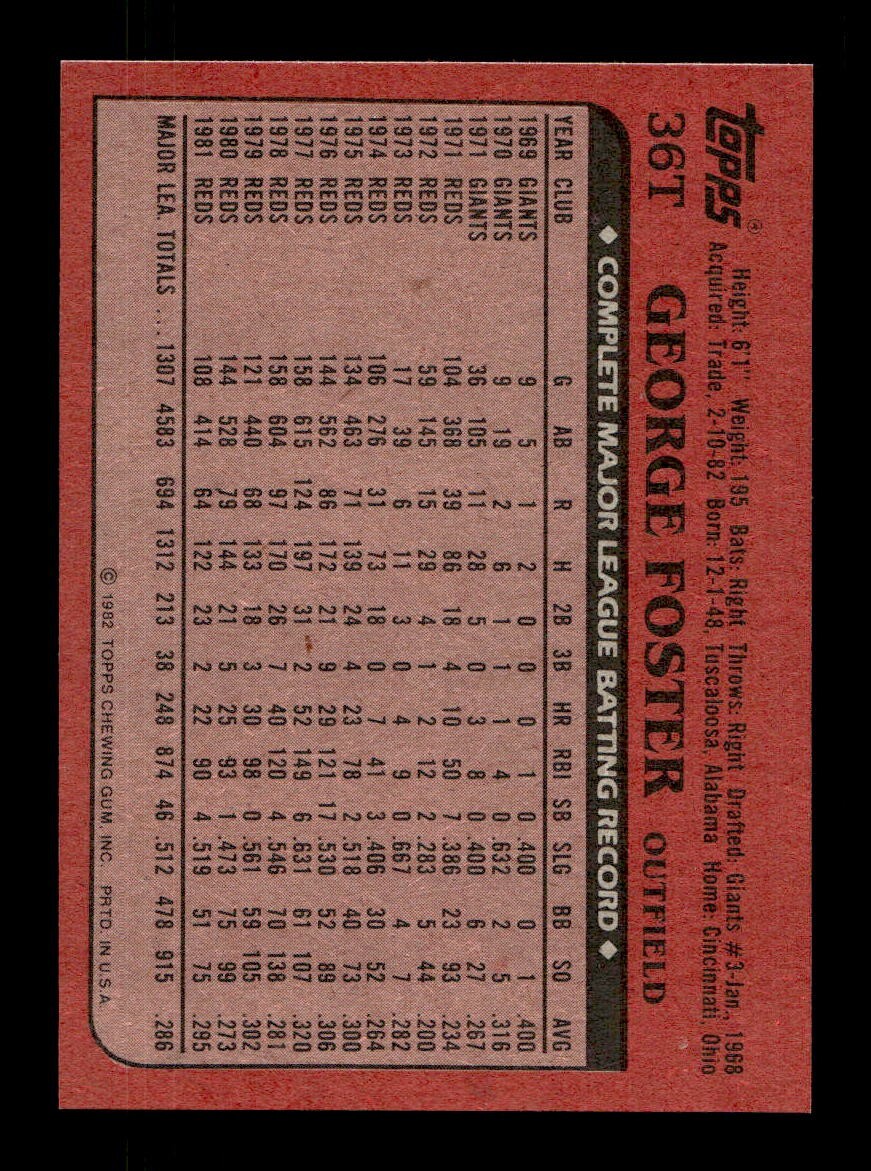 topps®
Height: 6'1" Weight: 195 Bats: Right Throws: Right Drafted: Giants #3-Jan., 1968
Acquired: Trade, 2-10-82 Born: 12-1-48, Tuscaloosa, Alabama Home: Cincinnati, Ohio
36T GEORGE FOSTER OUTFIELD
◆ COMPLETE MAJOR LEAGUE BATTING RECORD ◆
YEAR CLUB G AB R H 2B 3B HR RBI SB SLG BB SO AVG
1969 GIANTS 9 5 1 2 0 0 0 1 0 .400 0 1 .400
1970 GIANTS 9 19 2 6 1 1 1 4 0 .632 2 5 .316
1971 GIANTS 36 105 11 28 5 0 3 8 0 .400 6 27 .267
1971 REDS 104 368 39 86 18 4 10 50 7 .386 23 93 .234
1972 REDS 59 145 15 29 4 1 2 12 2 .283 5 44 .200
1973 REDS 17 39 6 11 3 0 4 9 0 .667 4 7 .282
1974 REDS 106 276 31 73 18 0 7 41 3 .406 30 52 .264
1975 REDS 134 463 71 139 24 4 23 78 2 .518 40 73 .300
1976 REDS 144 562 86 172 21 9 29 121 17 .530 52 89 .306
1977 REDS 158 615 124 197 31 2 52 149 6 .631 61 107 .320
1978 REDS 158 604 97 170 26 7 40 120 4 .546 70 138 .281
1979 REDS 121 440 68 133 18 3 30 98 0 .561 59 105 .302
1980 REDS 144 528 79 144 21 5 25 93 1 .473 75 99 .273
1981 REDS 108 414 64 122 23 2 22 90 4 .519 51 75 .295
MAJOR LEA. TOTALS ... 1307 4583 694 1312 213 38 248 874 46 .512 478 915 .286
© 1982 TOPPS CHEWING GUM, INC. PRTD. IN U.S.A.